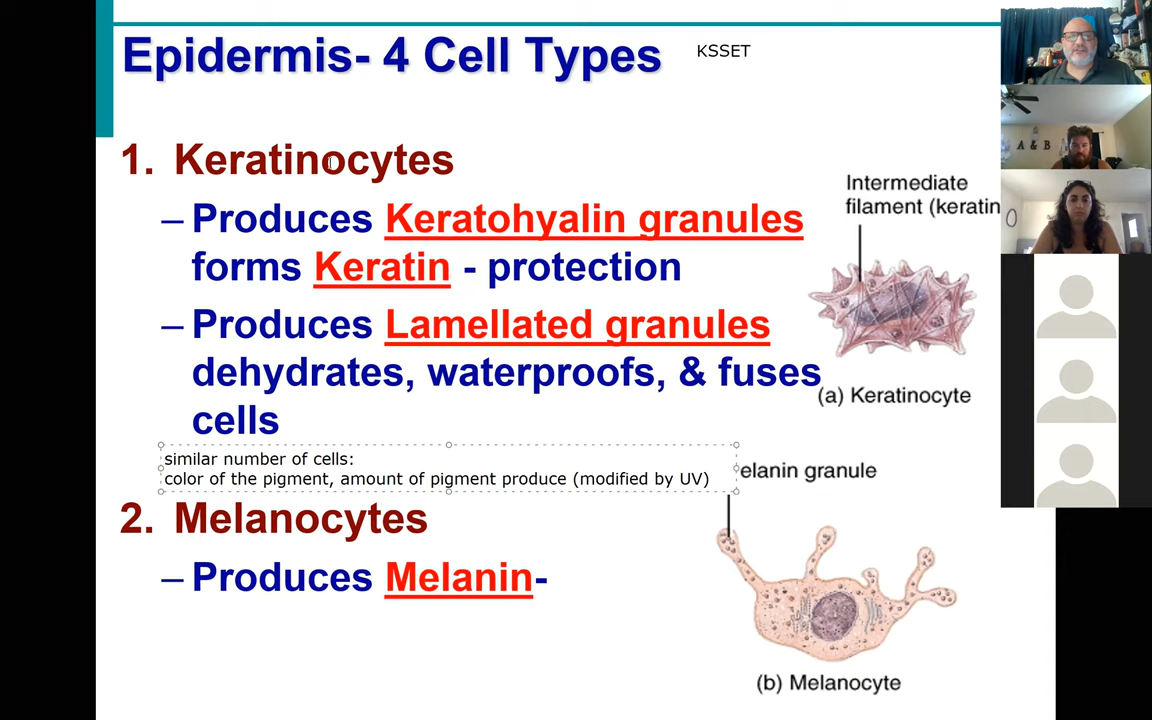 Epidermis- 4 Cell Types
KSSET
1. Keratinocytes
– Produces Keratohyalin granules
forms Keratin - protection
– Produces Lamellated granules
dehydrates, waterproofs, & fuses
cells
similar number of cells:
color of the pigment, amount of pigment produce (modified by UV)
2. Melanocytes
– Produces Melanin-
Intermediate
filament (keratin
(a) Keratinocyte
elanin granule
(b) Melanocyte
A & B